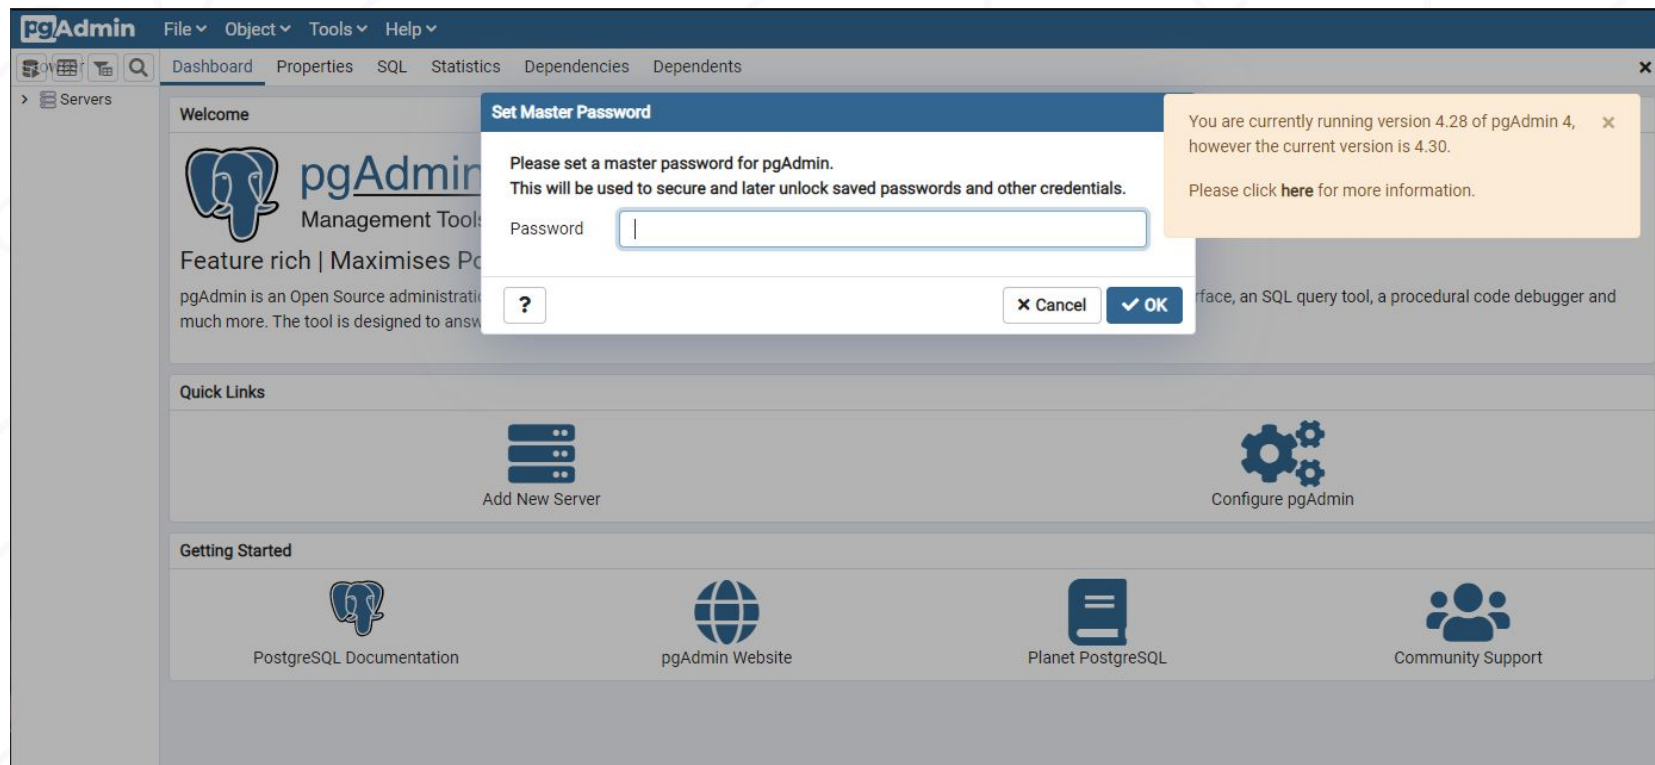 pgAdmin File Object Tools Help
Dashboard Properties SQL Statistics Dependencies Dependents
Servers
Welcome
pgAdmin
Management Tools
Feature rich | Maximises
pgAdmin is an Open Source
much more. The tool is designed to
rface, an SQL query tool, a procedural code debugger and
Set Master Password
Please set a master password for pgAdmin.
This will be used to secure and later unlock saved passwords and other credentials.
Password
?
Cancel
OK
You are currently running version 4.28 of pgAdmin 4,
however the current version is 4.30.
Please click here for more information.
Quick Links
Add New Server
Configure pgAdmin
Getting Started
PostgreSQL Documentation
pgAdmin Website
Planet PostgreSQL
Community Support